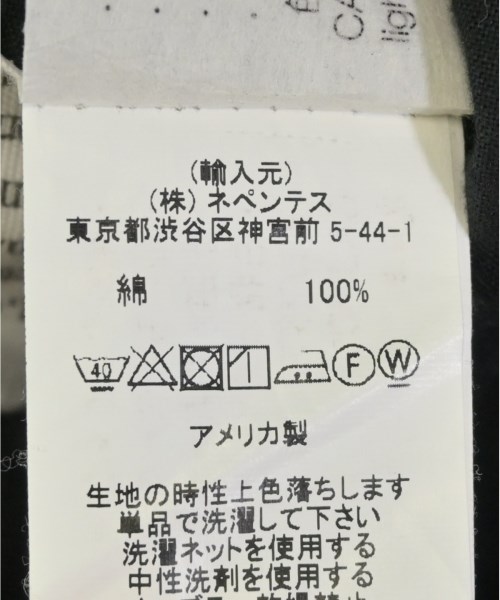 CA
(輸入元)
(株) ネペンテス
東京都渋谷区神宮前 5-44-1
綿 100%
40 F W
アメリカ製
生地の特性上色落ちします
単品で洗濯して下さい
洗濯ネットを使用する
中性洗剤を使用する